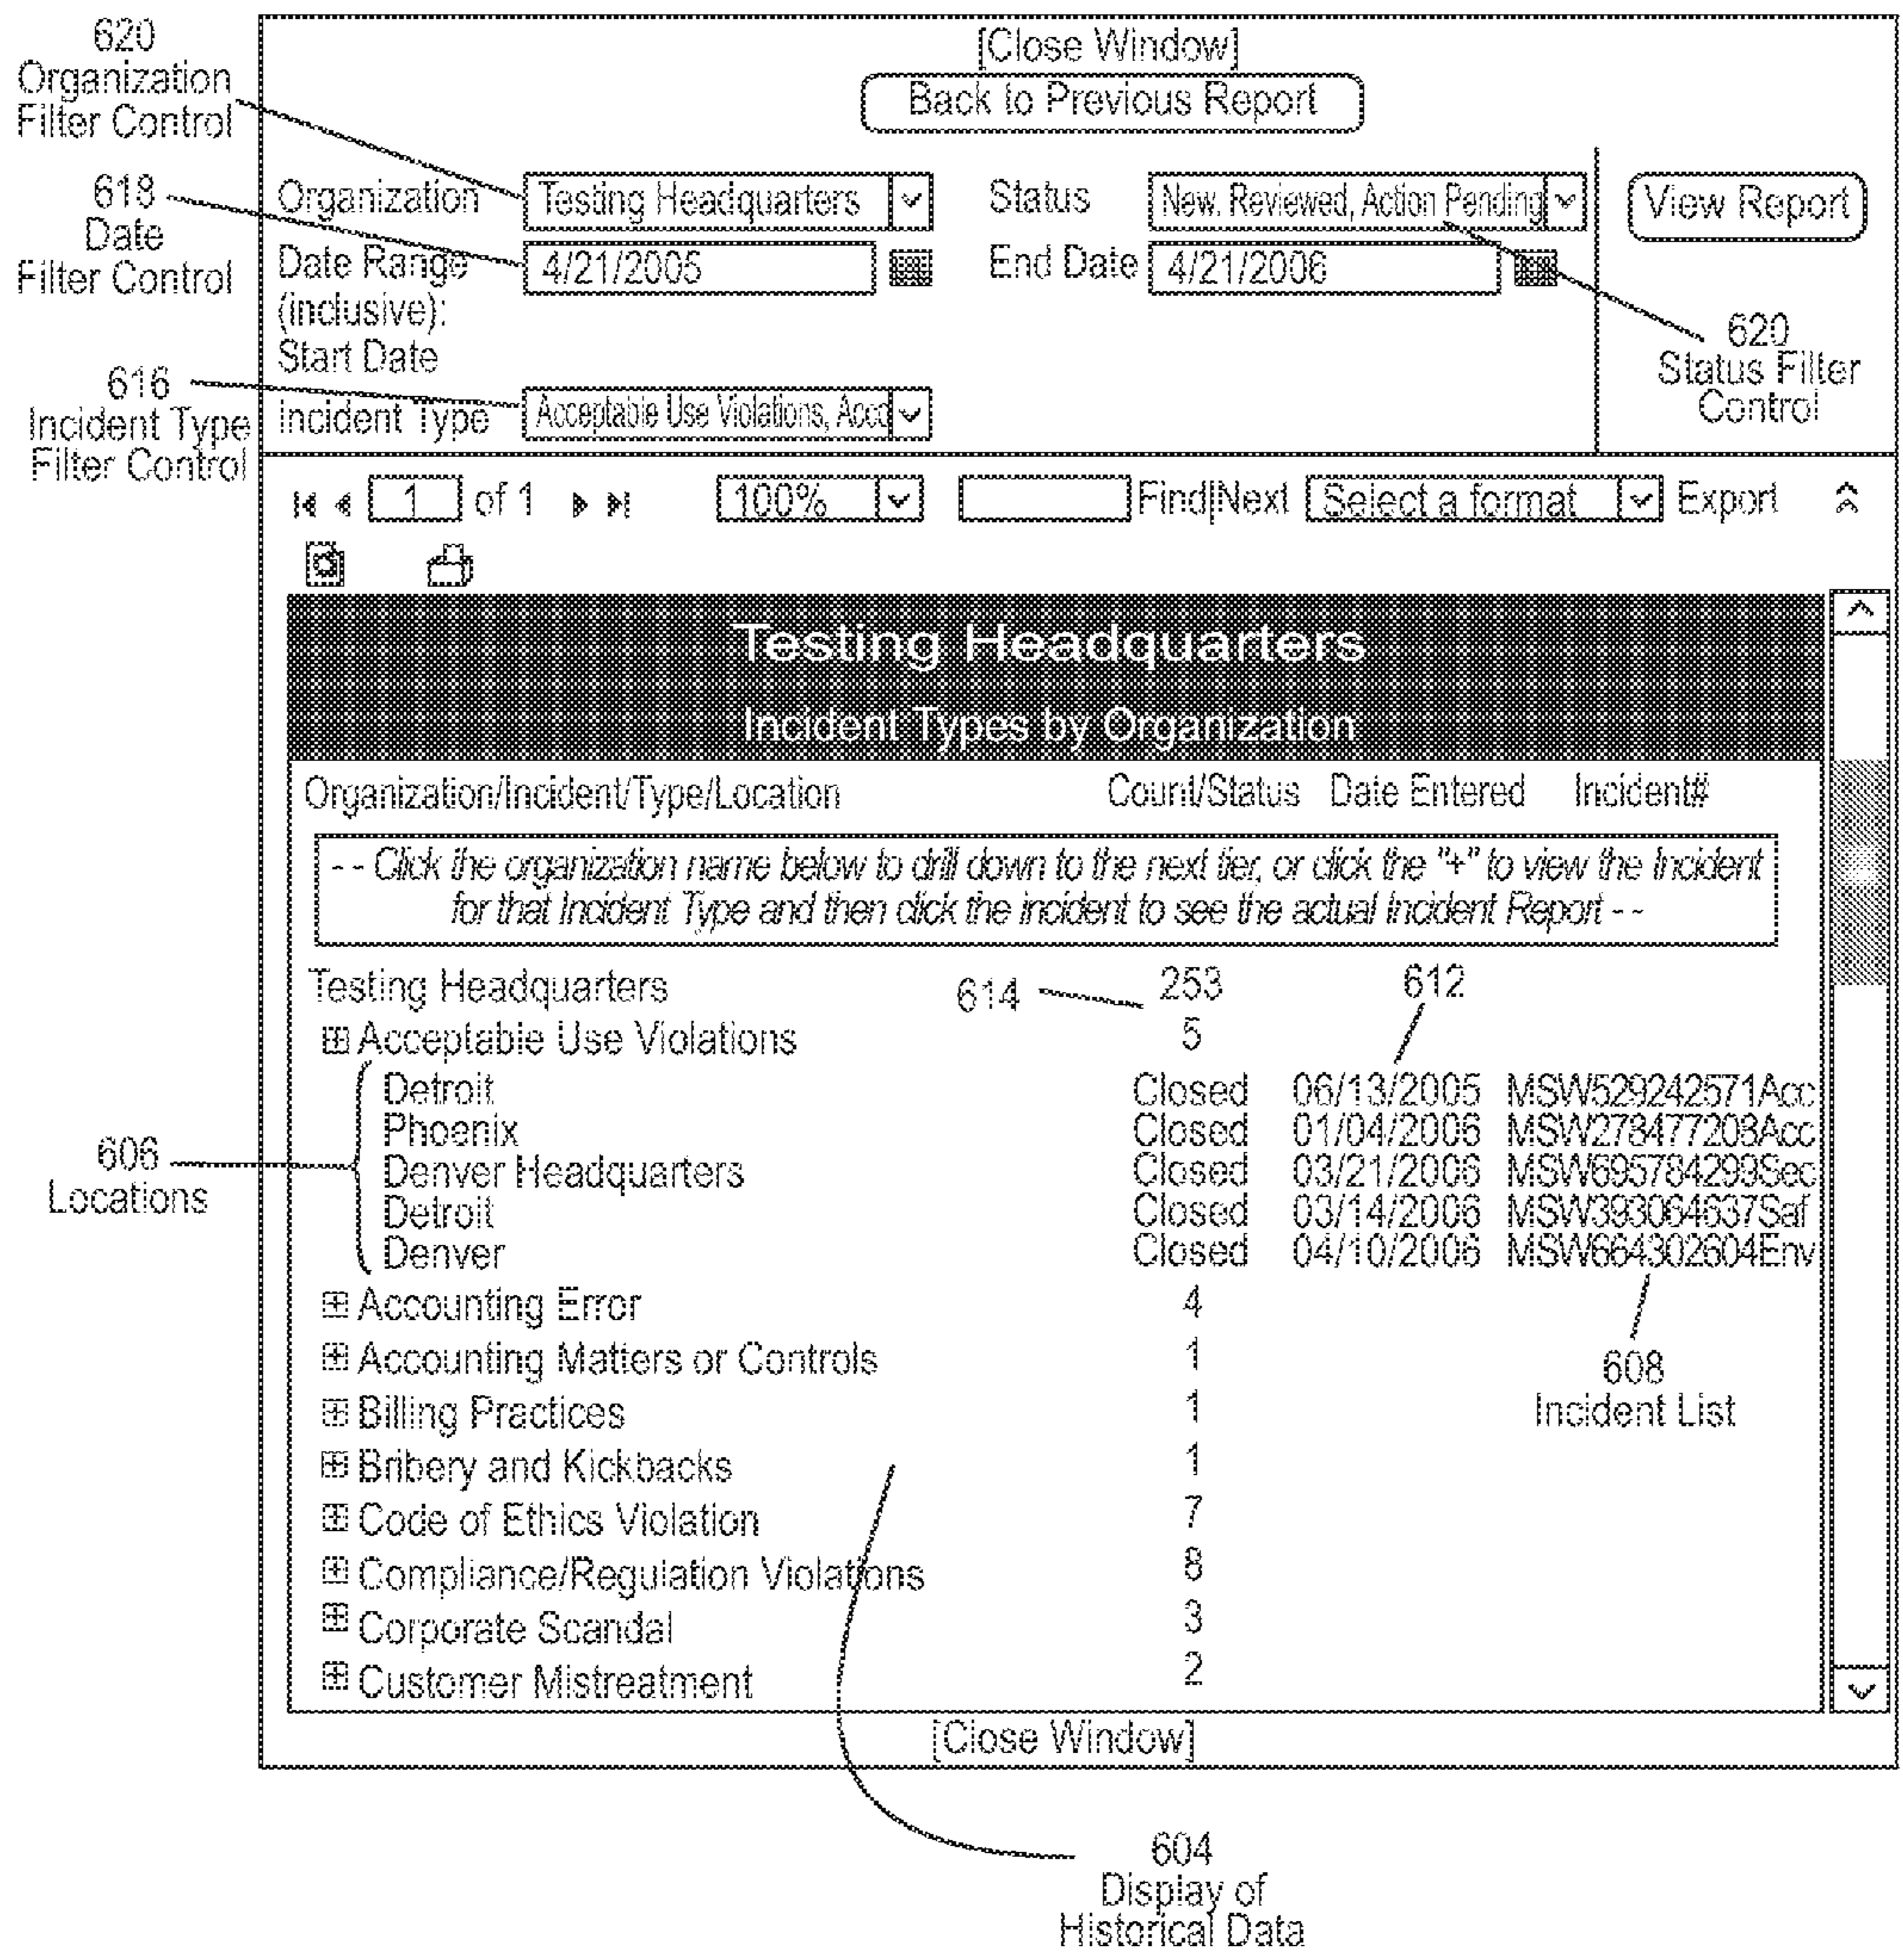 620
Organization
Filter Control
618
Date
Filter Control
616
Incident Type
Filter Control
[Close Window]
Back to Previous Report
Organization Testing Headquarters Status New. Reviewed, Action Pending View Report
Date Range 4/21/2005 End Date 4/21/2006
(inclusive):
Start Date
620
Status Filter
Control
Incident Type Acceptable Use Violations, Acco
1 of 1 100% Find|Next Select a format Export
Testing Headquarters
Incident Types by Organization
Organization/Incident/Type/Location Count/Status Date Entered Incident#
- - Click the organization name below to drill down to the next tier, or click the "+" to view the Incident
for that Incident Type and then click the incident to see the actual Incident Report - -
Testing Headquarters 614 253 612
Acceptable Use Violations 5
606
Locations
Detroit Closed 06/13/2005 MSW529242571Acc
Phoenix Closed 01/04/2006 MSW278477208Acc
Denver Headquarters Closed 03/21/2006 MSW695784299Sec
Detroit Closed 03/14/2006 MSW393064637Saf
Denver Closed 04/10/2006 MSW664302604Env
Accounting Error 4
Accounting Matters or Controls 1
608
Incident List
Billing Practices 1
Bribery and Kickbacks 1
Code of Ethics Violation 7
Compliance/Regulation Violations 8
Corporate Scandal 3
Customer Mistreatment 2
[Close Window]
604
Display of
Historical Data